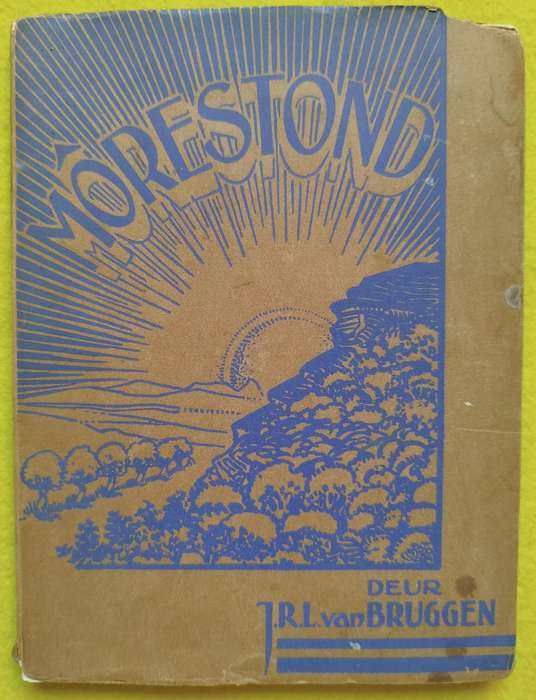 MÔRESTOND
DEUR
J.R.L. van BRUGGEN